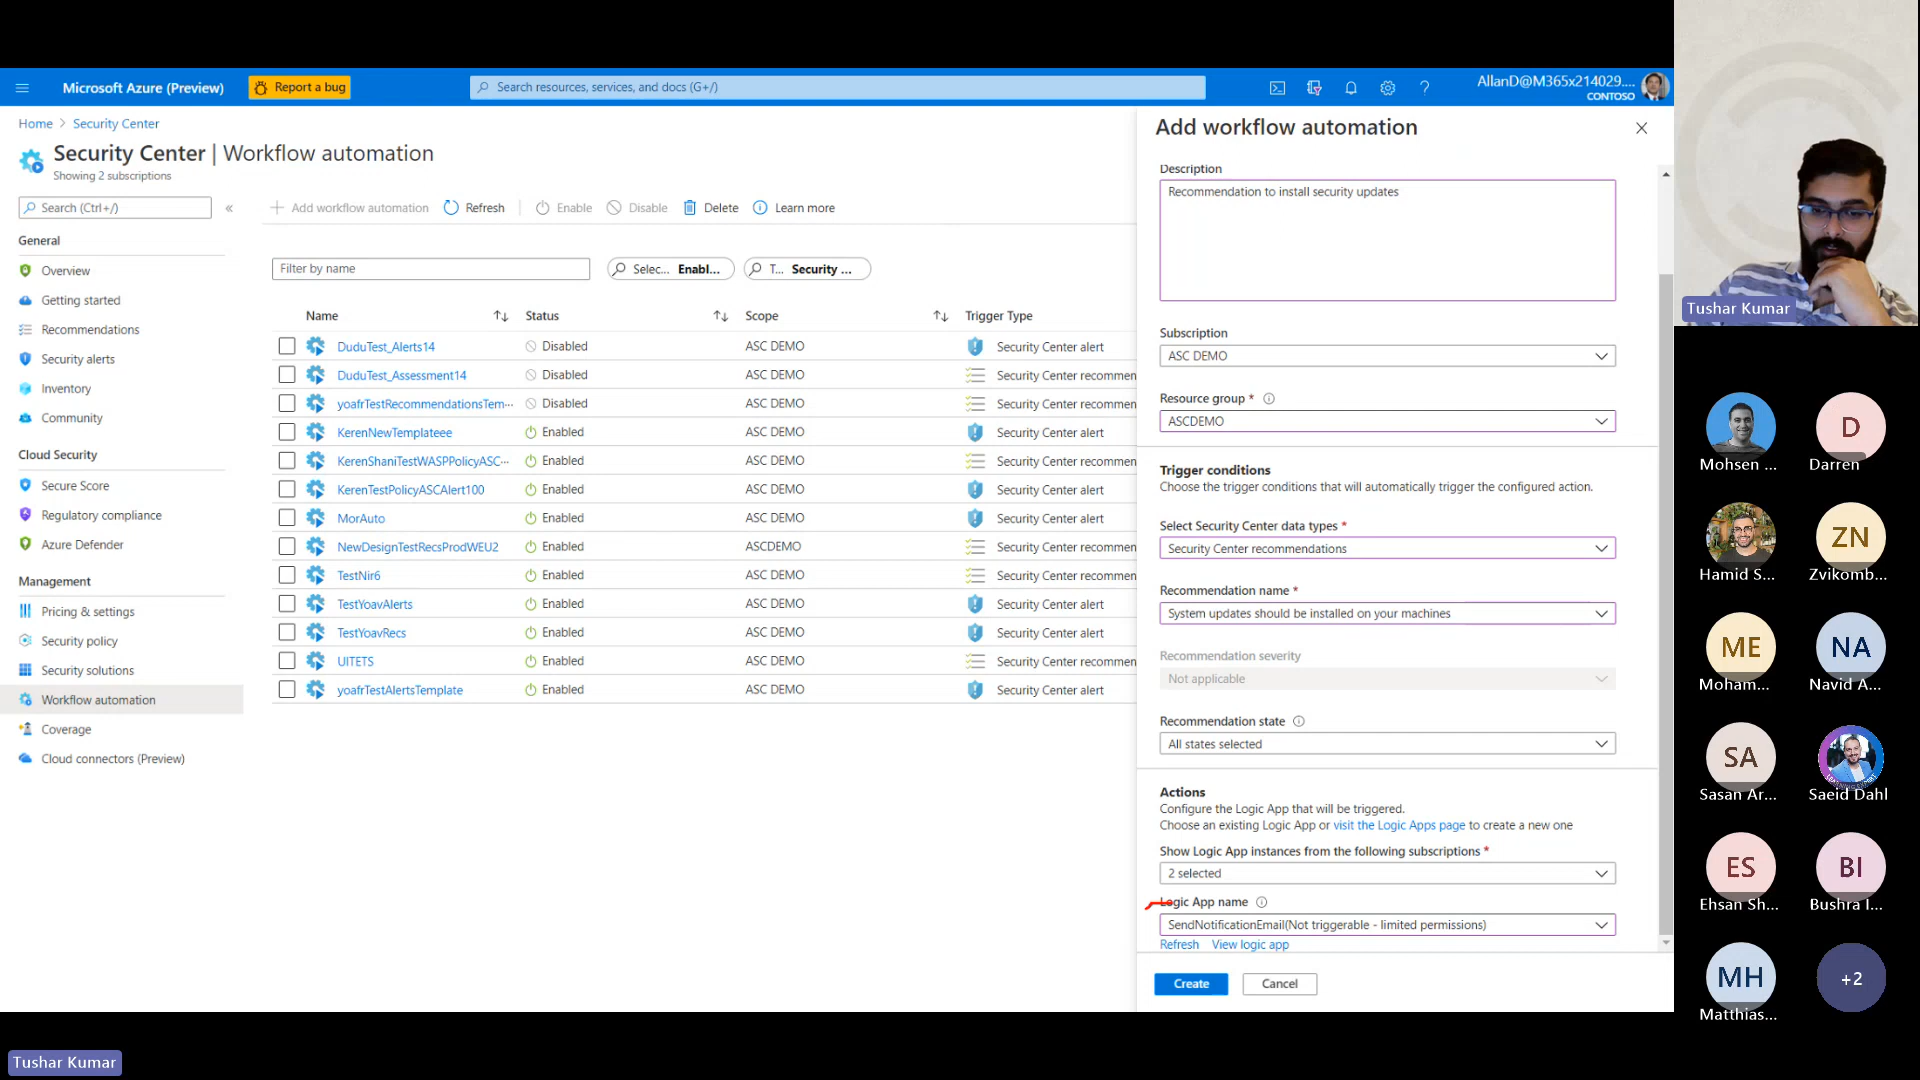 Microsoft Azure (Preview)
Report a bug
Search resources, services, and docs (G+/)
AllanD@M365x214029....
CONTOSO
Home > Security Center
Security Center | Workflow automation
Showing 2 subscriptions
Search (Ctrl+/)
General
Overview
Getting started
Recommendations
Security alerts
Inventory
Community
Cloud Security
Secure Score
Regulatory compliance
Azure Defender
Management
Pricing & settings
Security policy
Security solutions
Workflow automation
Coverage
Cloud connectors (Preview)
Add workflow automation Refresh Enable Disable Delete Learn more
Filter by name
Selec... Enabl...
T... Security ...
Name Status Scope Trigger Type
DuduTest_Alerts14 Disabled ASC DEMO Security Center alert
DuduTest_Assessment14 Disabled ASC DEMO Security Center recommen
yoafrTestRecommendationsTem... Disabled ASC DEMO Security Center recommen
KerenNewTemplateee Enabled ASC DEMO Security Center alert
KerenShaniTestWASPPolicyASC... Enabled ASC DEMO Security Center recommen
KerenTestPolicyASCAlert100 Enabled ASC DEMO Security Center alert
MorAuto Enabled ASC DEMO Security Center alert
NewDesignTestRecsProdWEU2 Enabled ASCDEMO Security Center recommen
TestNir6 Enabled ASC DEMO Security Center recommen
TestYoavAlerts Enabled ASC DEMO Security Center alert
TestYoavRecs Enabled ASC DEMO Security Center alert
UITETS Enabled ASC DEMO Security Center recommen
yoafrTestAlertsTemplate Enabled ASC DEMO Security Center alert
Add workflow automation
Description
Recommendation to install security updates
Subscription
ASC DEMO
Resource group *
ASCDEMO
Trigger conditions
Choose the trigger conditions that will automatically trigger the configured action.
Select Security Center data types *
Security Center recommendations
Recommendation name *
System updates should be installed on your machines
Recommendation severity
Not applicable
Recommendation state
All states selected
Actions
Configure the Logic App that will be triggered.
Choose an existing Logic App or visit the Logic Apps page to create a new one
Show Logic App instances from the following subscriptions *
2 selected
Logic App name
SendNotificationEmail(Not triggerable - limited permissions)
Refresh View logic app
Create Cancel
Tushar Kumar
Mohsen ...
D
Darren
Hamid S...
ZN
Zvikomb...
ME
Moham...
NA
Navid A...
SA
Sasan Ar...
Saeid Dahl
ES
Ehsan Sh...
BI
Bushra I...
MH
Matthias...
+2
Tushar Kumar